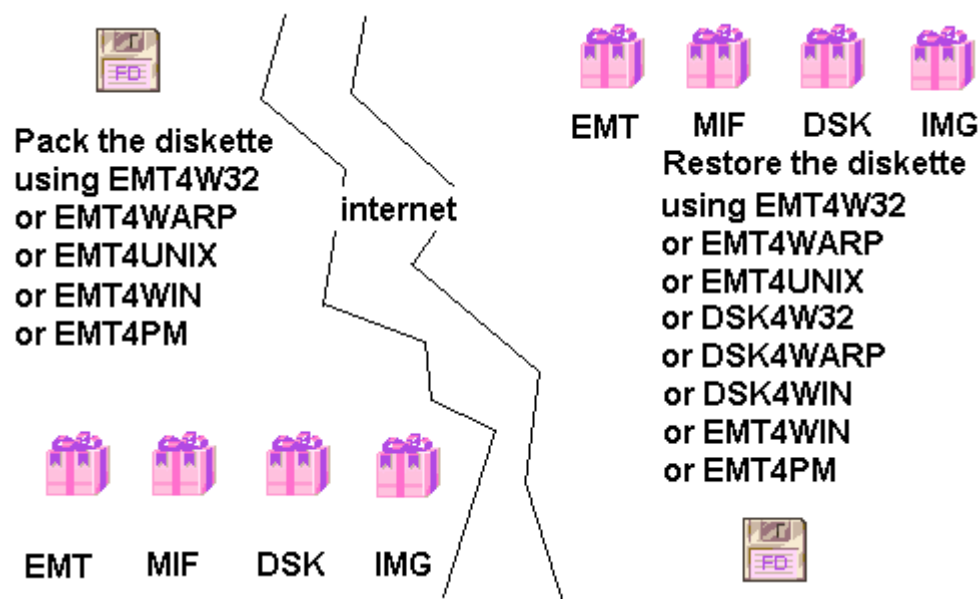 FD
Pack the diskette
using EMT4W32
or EMT4WARP
or EMT4UNIX
or EMT4WIN
or EMT4PM
EMT MIF DSK IMG
internet
EMT MIF DSK IMG
Restore the diskette
using EMT4W32
or EMT4WARP
or EMT4UNIX
or DSK4W32
or DSK4WARP
or DSK4WIN
or EMT4WIN
or EMT4PM
FD